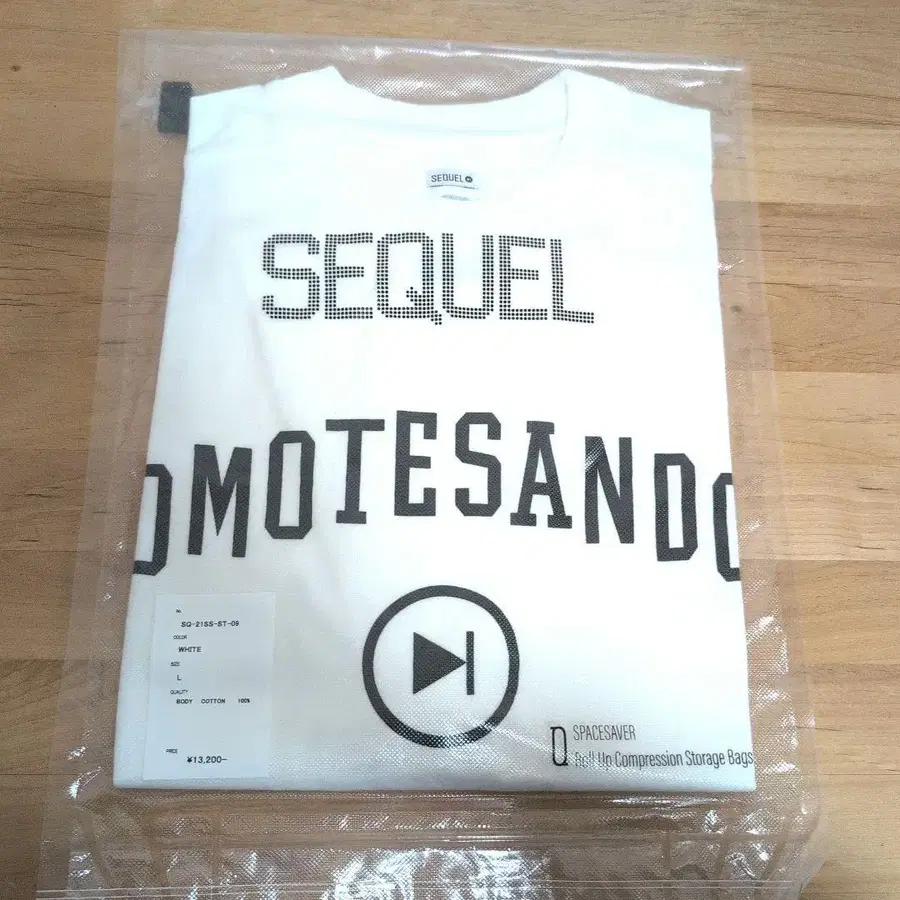 SEQUEL
SEQUEL
OMOTESANDO
No.
SQ-21SS-ST-09
COLOR
WHITE
SIZE
L
QUALITY
BODY COTTON 100%
PRICE
¥13,200-
SPACESAVER
Roll Up Compression Storage Bags